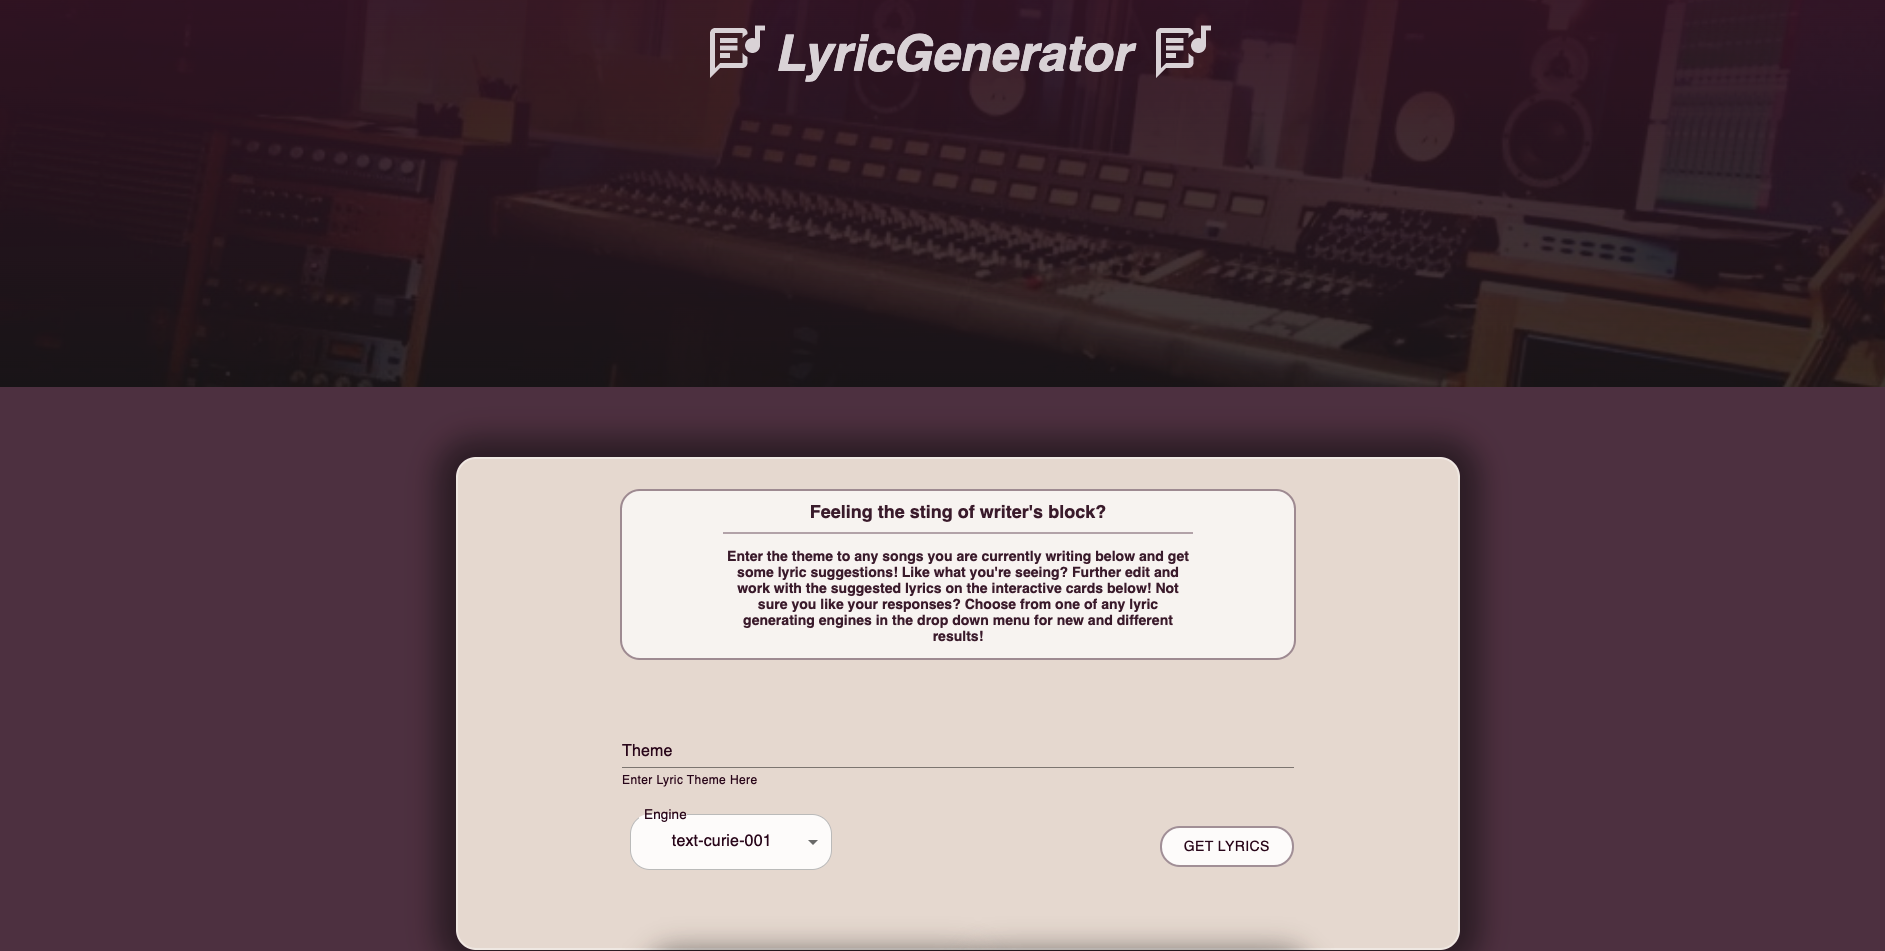 LyricGenerator
Feeling the sting of writer's block?
Enter the theme to any songs you are currently writing below and get
some lyric suggestions! Like what you're seeing? Further edit and
work with the suggested lyrics on the interactive cards below! Not
sure you like your responses? Choose from one of any lyric
generating engines in the drop down menu for new and different
results!
Theme
Enter Lyric Theme Here
Engine
text-curie-001
GET LYRICS